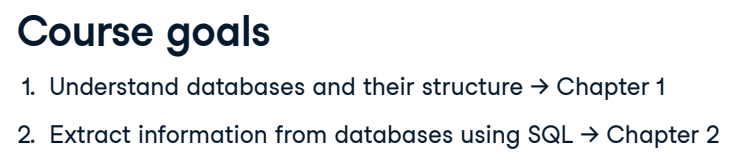 Course goals
1. Understand databases and their structure → Chapter 1
2. Extract information from databases using SQL → Chapter 2